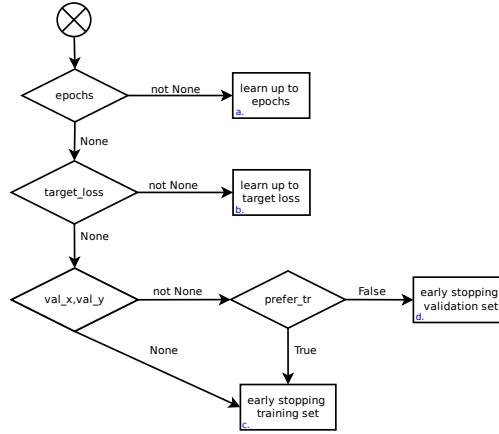 epochs
not None
learn up to
epochs
a.
None
target_loss
not None
learn up to
target loss
b.
None
val_x,val_y
not None
prefer_tr
False
early stopping
validation set
d.
None
True
early stopping
training set
c.